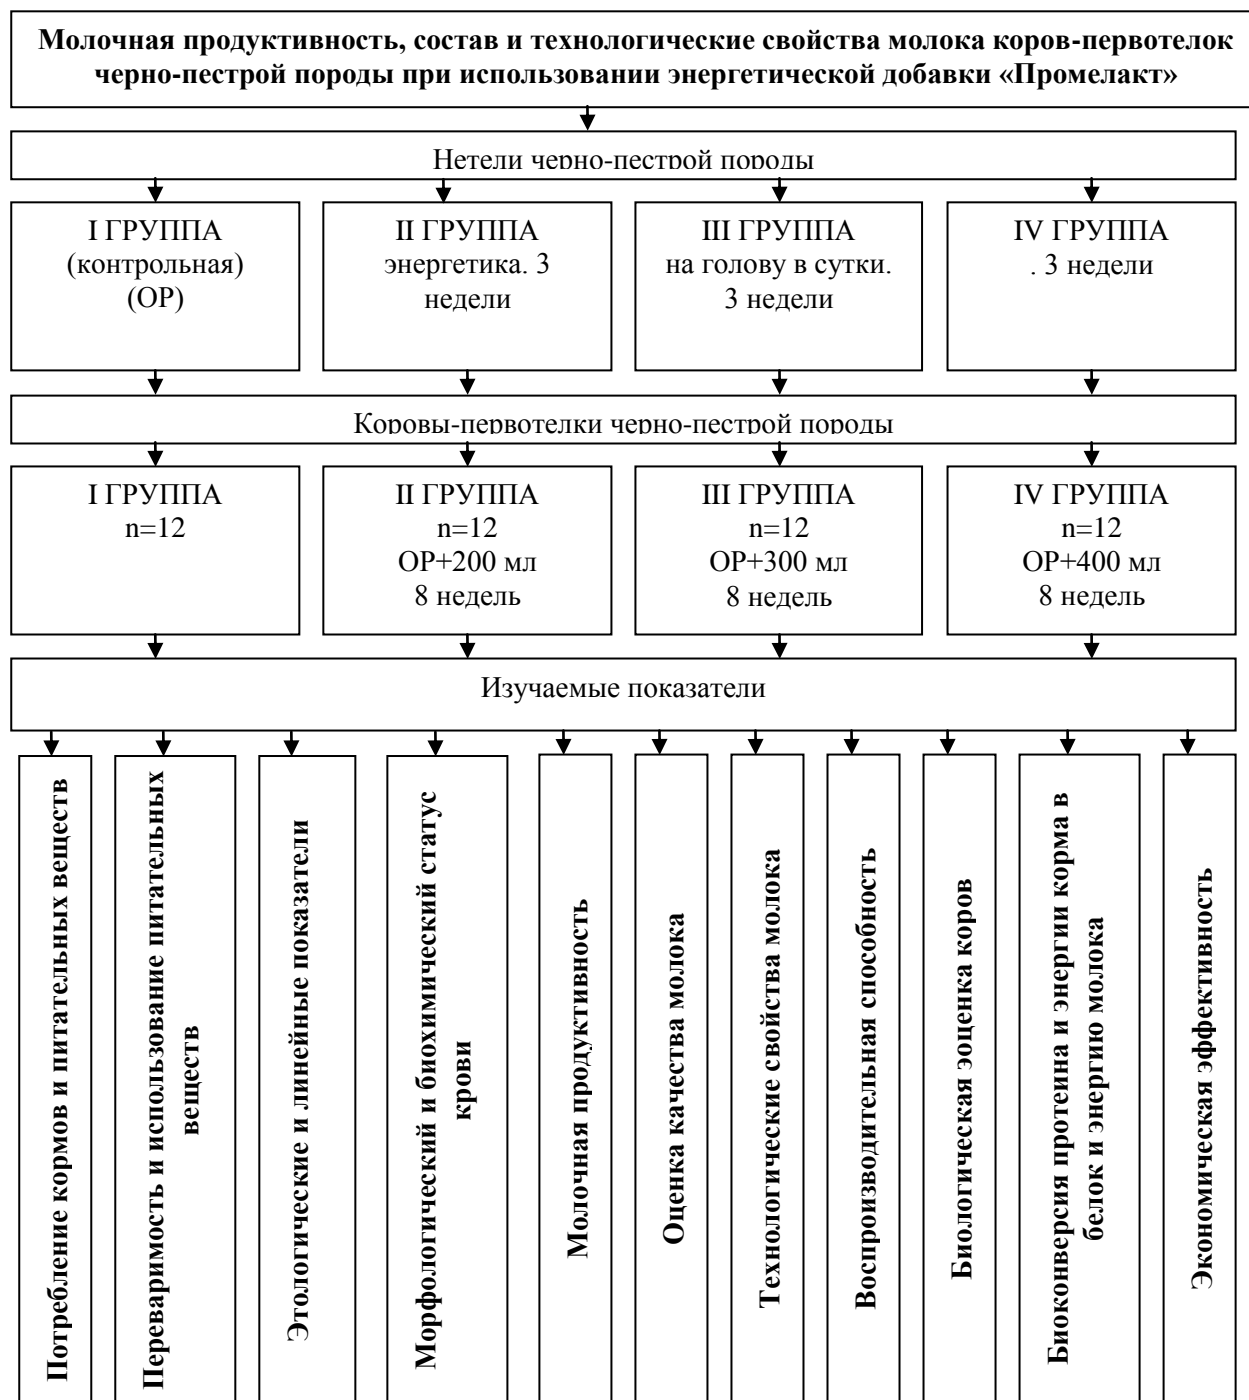 Молочная продуктивность, состав и технологические свойства молока коров-первотелок
черно-пестрой породы при использовании энергетической добавки «Промелакт»
Нетели черно-пестрой породы
I ГРУППА
(контрольная)
(ОР)
II ГРУППА
энергетика. 3
недели
III ГРУППА
на голову в сутки.
3 недели
IV ГРУППА
. 3 недели
Коровы-первотелки черно-пестрой породы
I ГРУППА
n=12
II ГРУППА
n=12
ОР+200 мл
8 недель
III ГРУППА
n=12
ОР+300 мл
8 недель
IV ГРУППА
n=12
ОР+400 мл
8 недель
Изучаемые показатели
Потребление кормов и питательных веществ
Переваримость и использование питательных
веществ
Этологические и линейные показатели
Морфологический и биохимический статус
крови
Молочная продуктивность
Оценка качества молока
Технологические свойства молока
Воспроизводительная способность
Биологическая эоценка коров
Биоконверсия протеина и энергии корма в
белок и энергию молока
Экономическая эффективность